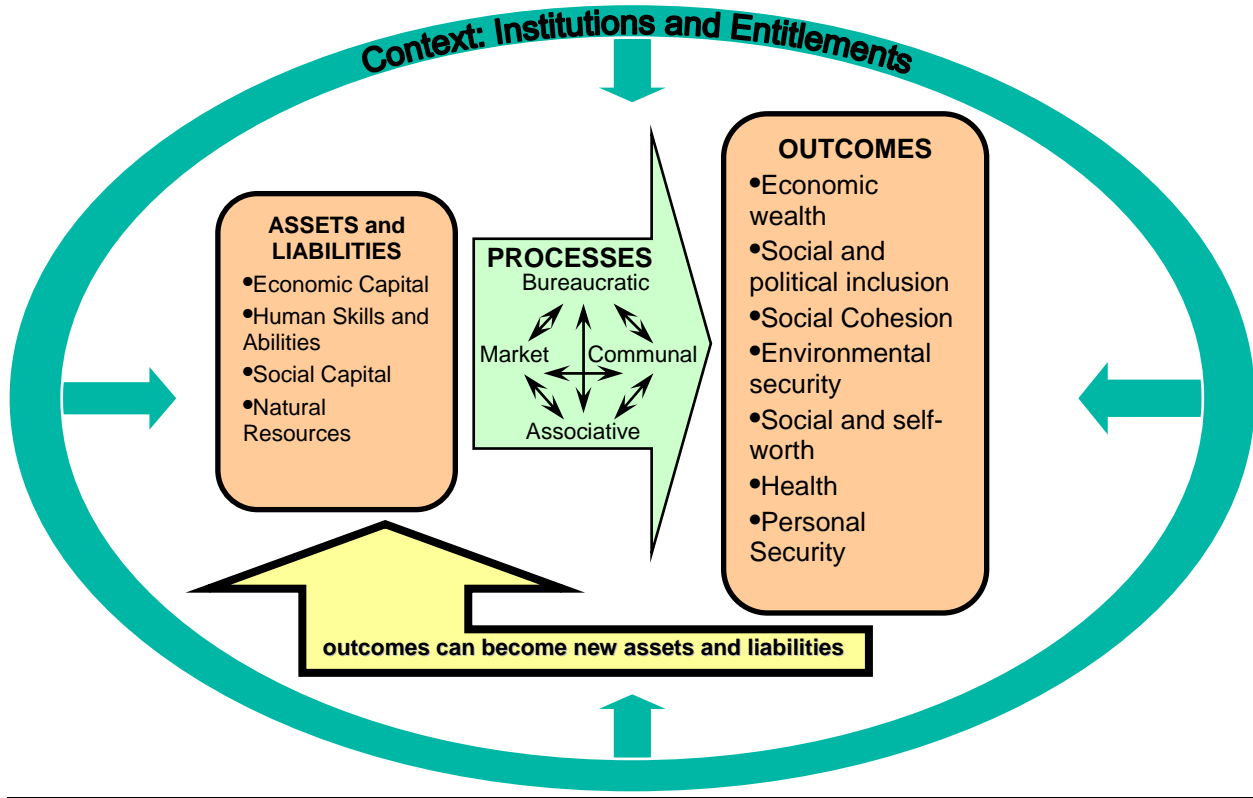 Context: Institutions and Entitlements
ASSETS and
LIABILITIES
•Economic Capital
•Human Skills and
Abilities
•Social Capital
•Natural
Resources
PROCESSES
Bureaucratic
Market
Communal
Associative
OUTCOMES
•Economic
wealth
•Social and
political inclusion
•Social Cohesion
•Environmental
security
•Social and self-
worth
•Health
•Personal
Security
outcomes can become new assets and liabilities